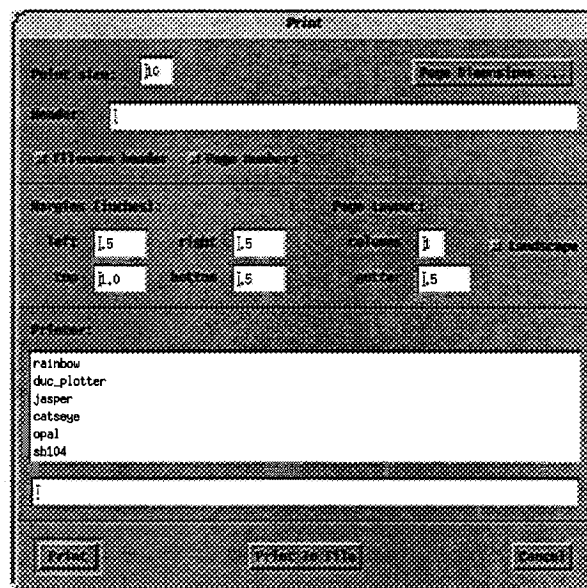 Print
Point size: 10 Page Dimensions ...
Header:
Filename header Page numbers
Margins (inches): Page Layout:
left .5 right .5 columns 1 Landscape
top 1.0 bottom .5 gutter .5
Printer:
rainbow
duc_plotter
jasper
catseye
opal
sb104
Print Print to File Cancel